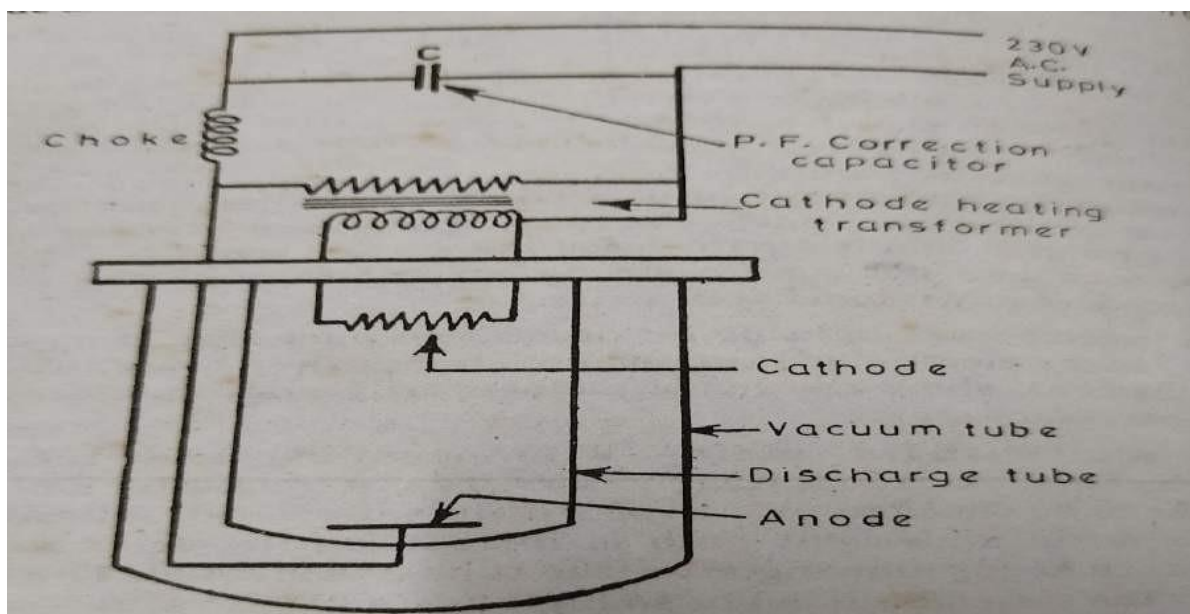 C
230V
A.C.
Supply
Choke
P.F. Correction
capacitor
Cathode heating
transformer
Cathode
Vacuum tube
Discharge tube
Anode